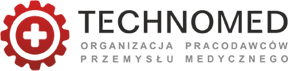 TECHNOMED
ORGANIZACJA PRACODAWCÓW
PRZEMYSŁU MEDYCZNEGO